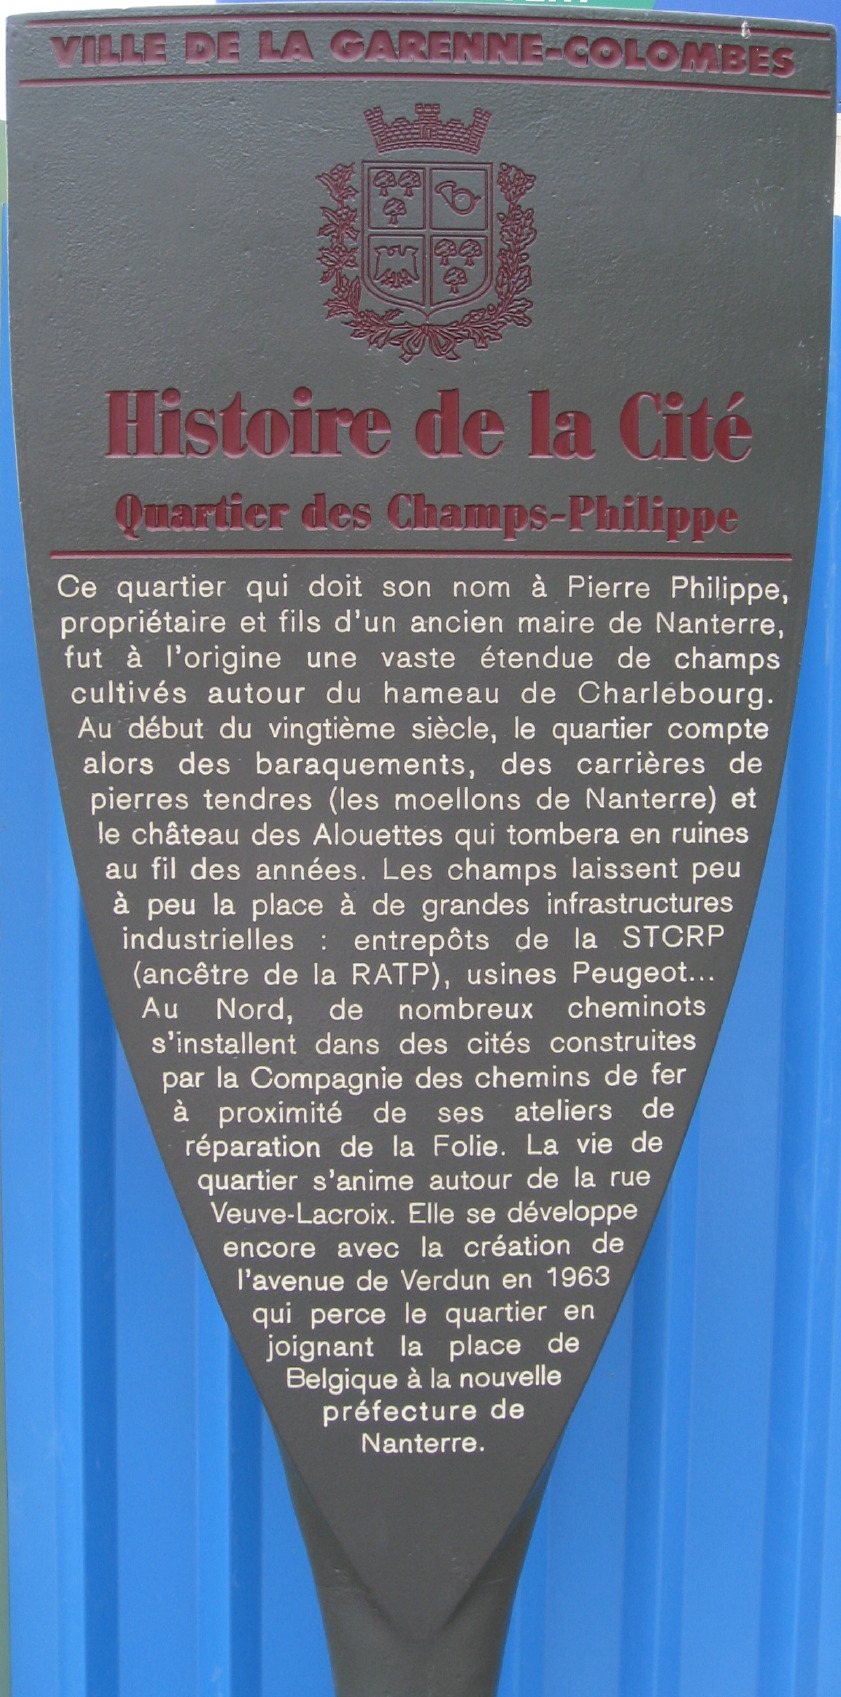 VILLE DE LA GARENNE-COLOMBES
Histoire de la Cité
Quartier des Champs-Philippe
Ce quartier qui doit son nom à Pierre Philippe,
propriétaire et fils d'un ancien maire de Nanterre,
fut à l'origine une vaste étendue de champs
cultivés autour du hameau de Charlebourg.
Au début du vingtième siècle, le quartier compte
alors des baraquements, des carrières de
pierres tendres (les moellons de Nanterre) et
le château des Alouettes qui tombera en ruines
au fil des années. Les champs laissent peu
à peu la place à de grandes infrastructures
industrielles : entrepôts de la STCRP
(ancêtre de la RATP), usines Peugeot...
Au Nord, de nombreux cheminots
s'installent dans des cités construites
par la Compagnie des chemins de fer
à proximité de ses ateliers de
réparation de la Folie. La vie de
quartier s'anime autour de la rue
Veuve-Lacroix. Elle se développe
encore avec la création de
l'avenue de Verdun en 1963
qui perce le quartier en
joignant la place de
Belgique à la nouvelle
préfecture de
Nanterre.